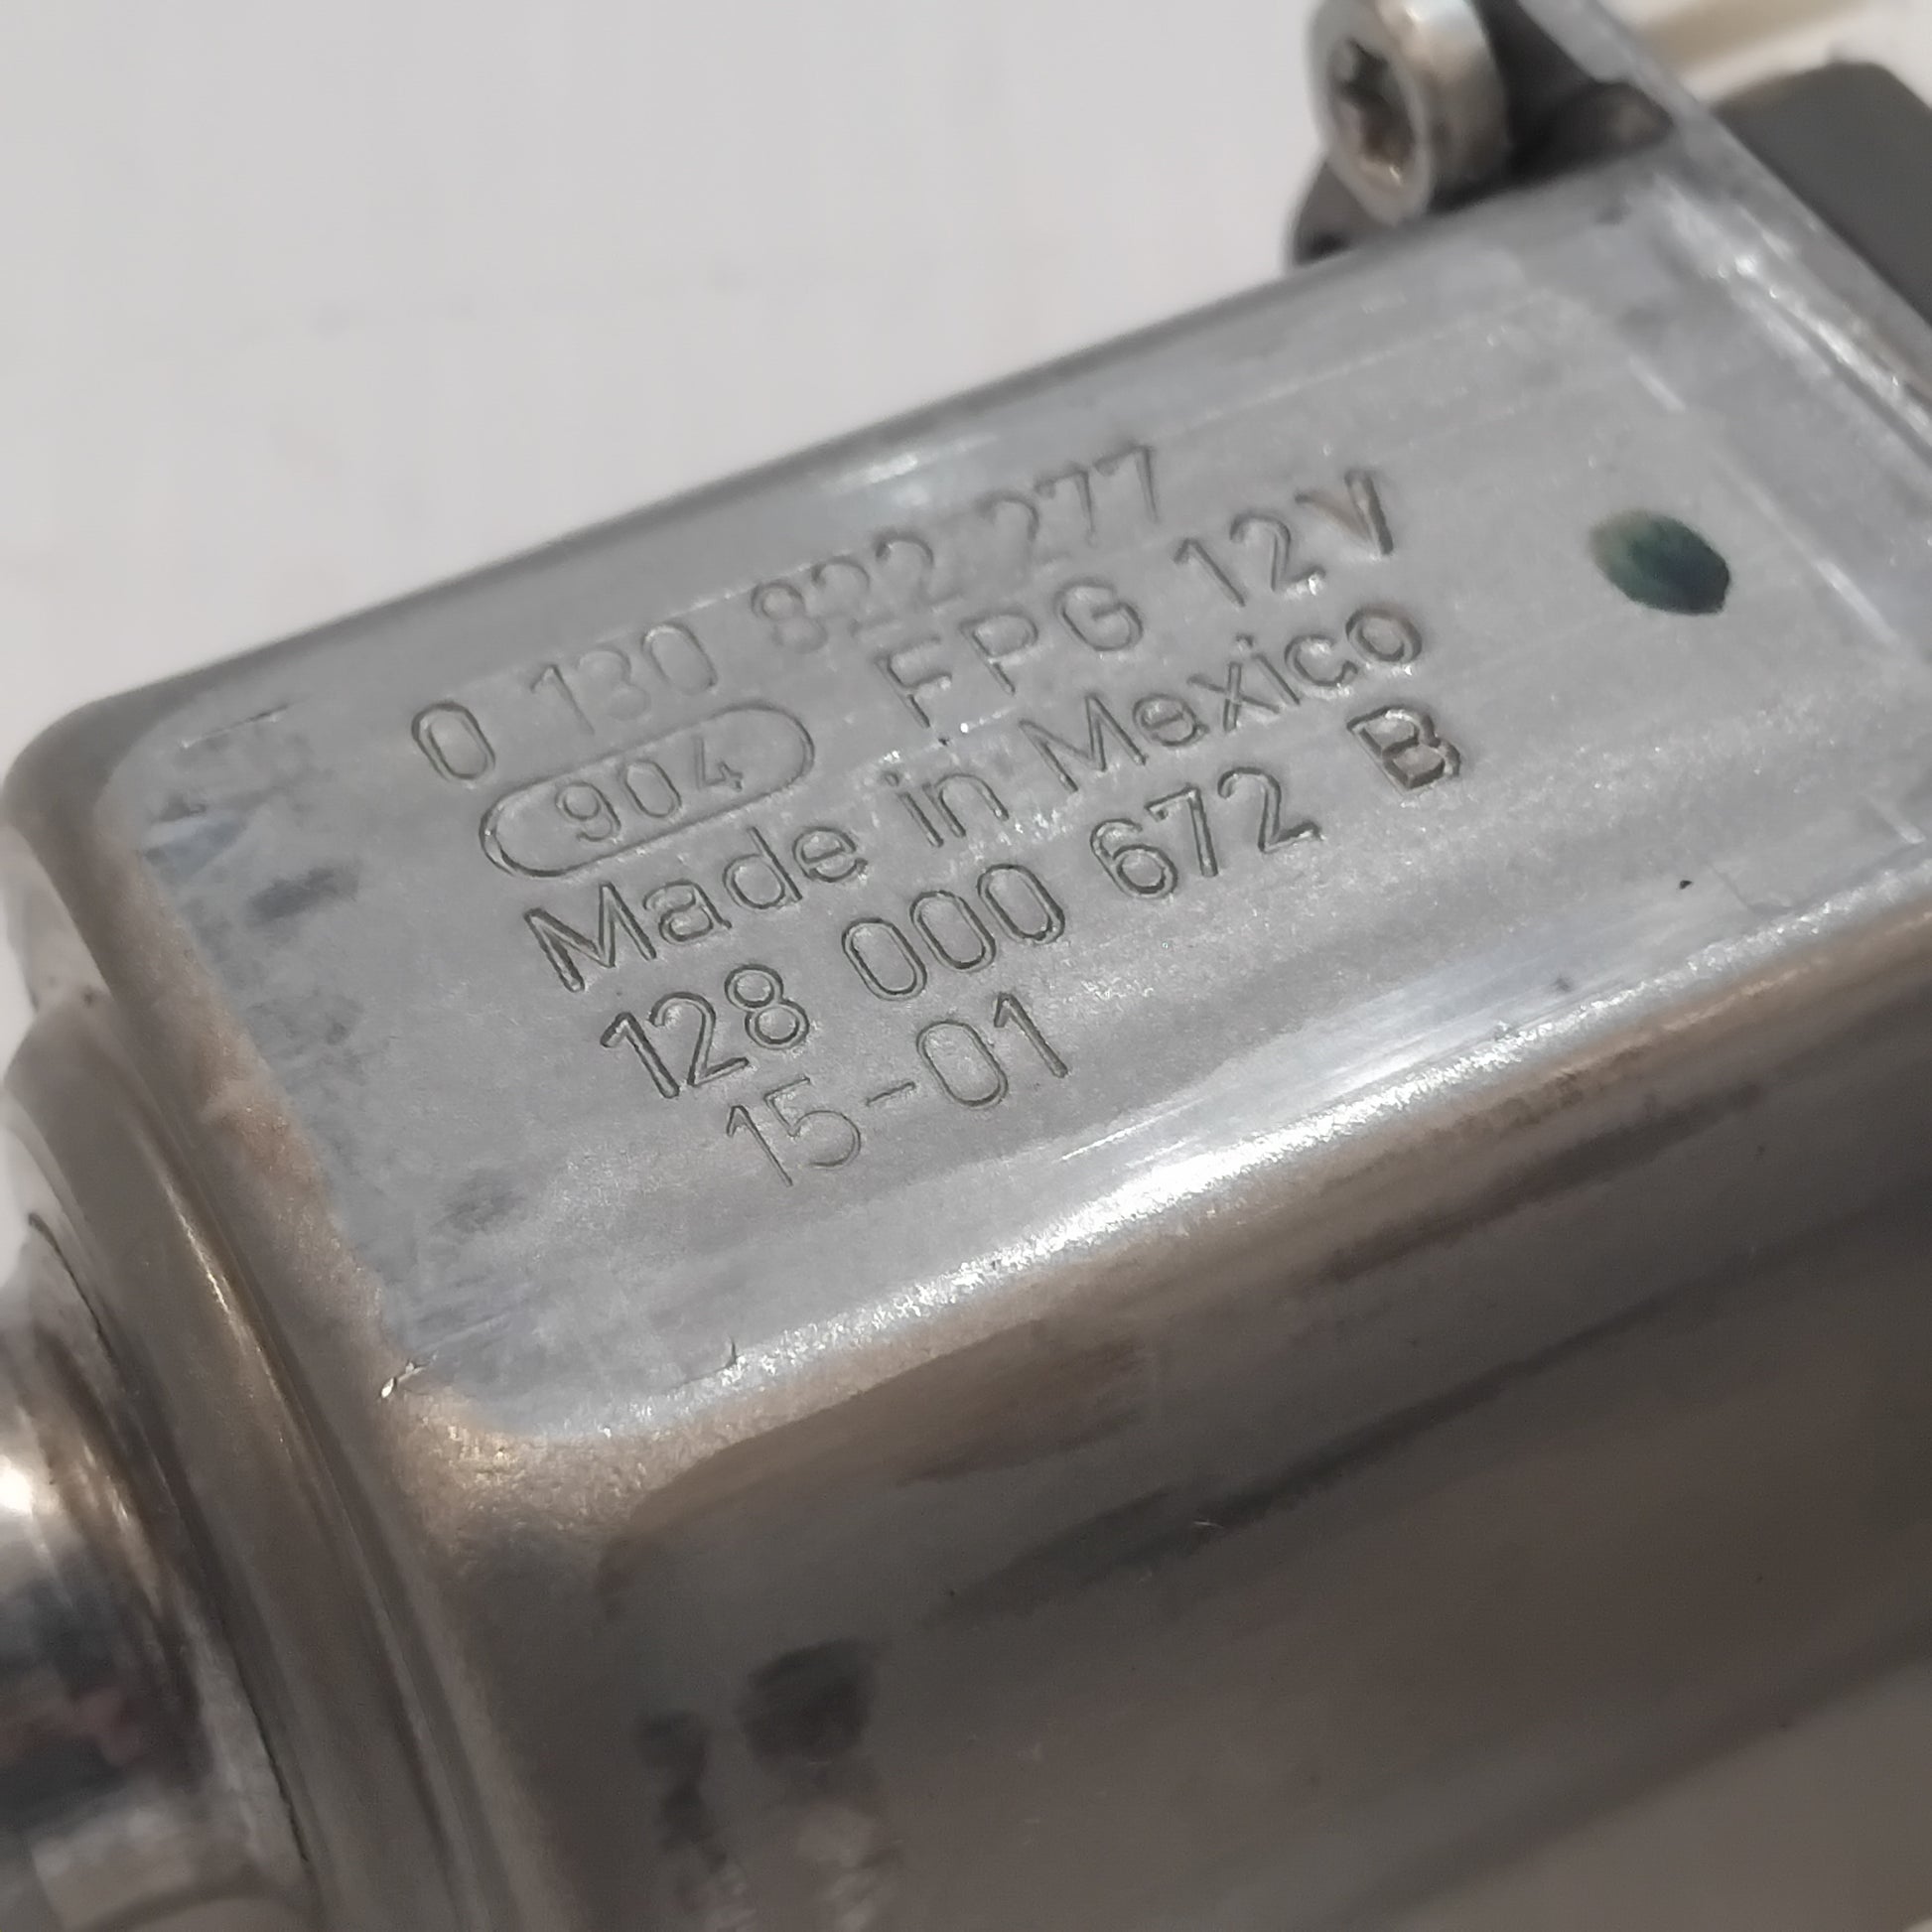 0 130 822 277
904 FPG 12V
Made in Mexico
128 000 672 B
15-01